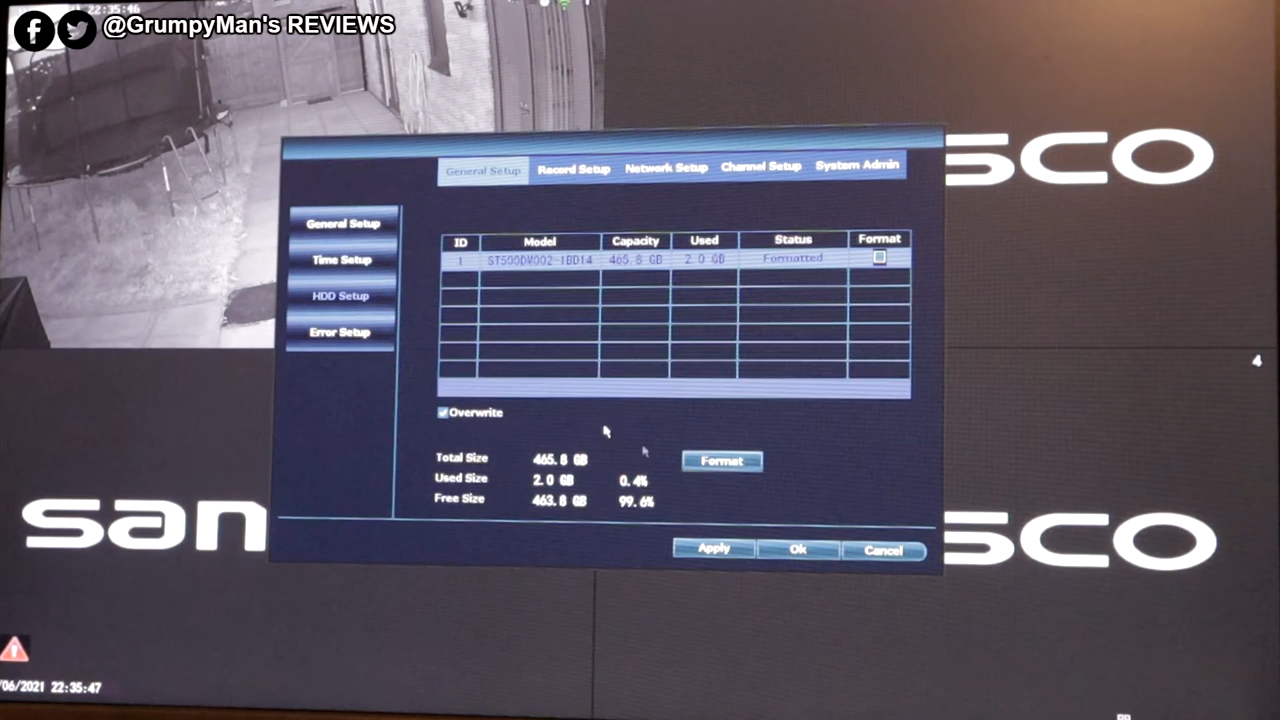 22:35:46
@GrumpyMan's REVIEWS
SCO
General Setup Record Setup Network Setup Channel Setup System Admin
General Setup
Time Setup
HDD Setup
Error Setup
ID Model Capacity Used Status Format
1 ST500DM002-1BD14 465.8 GB 2.0 GB Formatted
4
Overwrite
Total Size 465.8 GB Format
Used Size 2.0 GB 0.4%
Free Size 463.8 GB 99.6%
san
SCO
Apply Ok Cancel
/06/2021 22:35:47